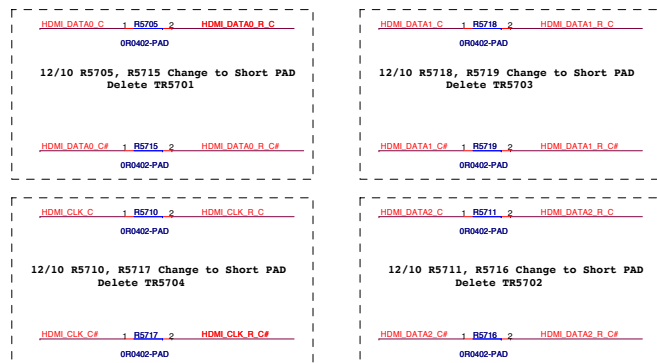 HDMI_DATA0_C 1 R5705 2 HDMI_DATA0_R_C
0R0402-PAD
12/10 R5705, R5715 Change to Short PAD
Delete TR5701
HDMI_DATA0_C# 1 R5715 2 HDMI_DATA0_R_C#
0R0402-PAD
HDMI_DATA1_C 1 R5718 2 HDMI_DATA1_R_C
0R0402-PAD
12/10 R5718, R5719 Change to Short PAD
Delete TR5703
HDMI_DATA1_C# 1 R5719 2 HDMI_DATA1_R_C#
0R0402-PAD
HDMI_CLK_C 1 R5710 2 HDMI_CLK_R_C
0R0402-PAD
12/10 R5710, R5717 Change to Short PAD
Delete TR5704
HDMI_CLK_C# 1 R5717 2 HDMI_CLK_R_C#
0R0402-PAD
HDMI_DATA2_C 1 R5711 2 HDMI_DATA2_R_C
0R0402-PAD
12/10 R5711, R5716 Change to Short PAD
Delete TR5702
HDMI_DATA2_C# 1 R5716 2 HDMI_DATA2_R_C#
0R0402-PAD